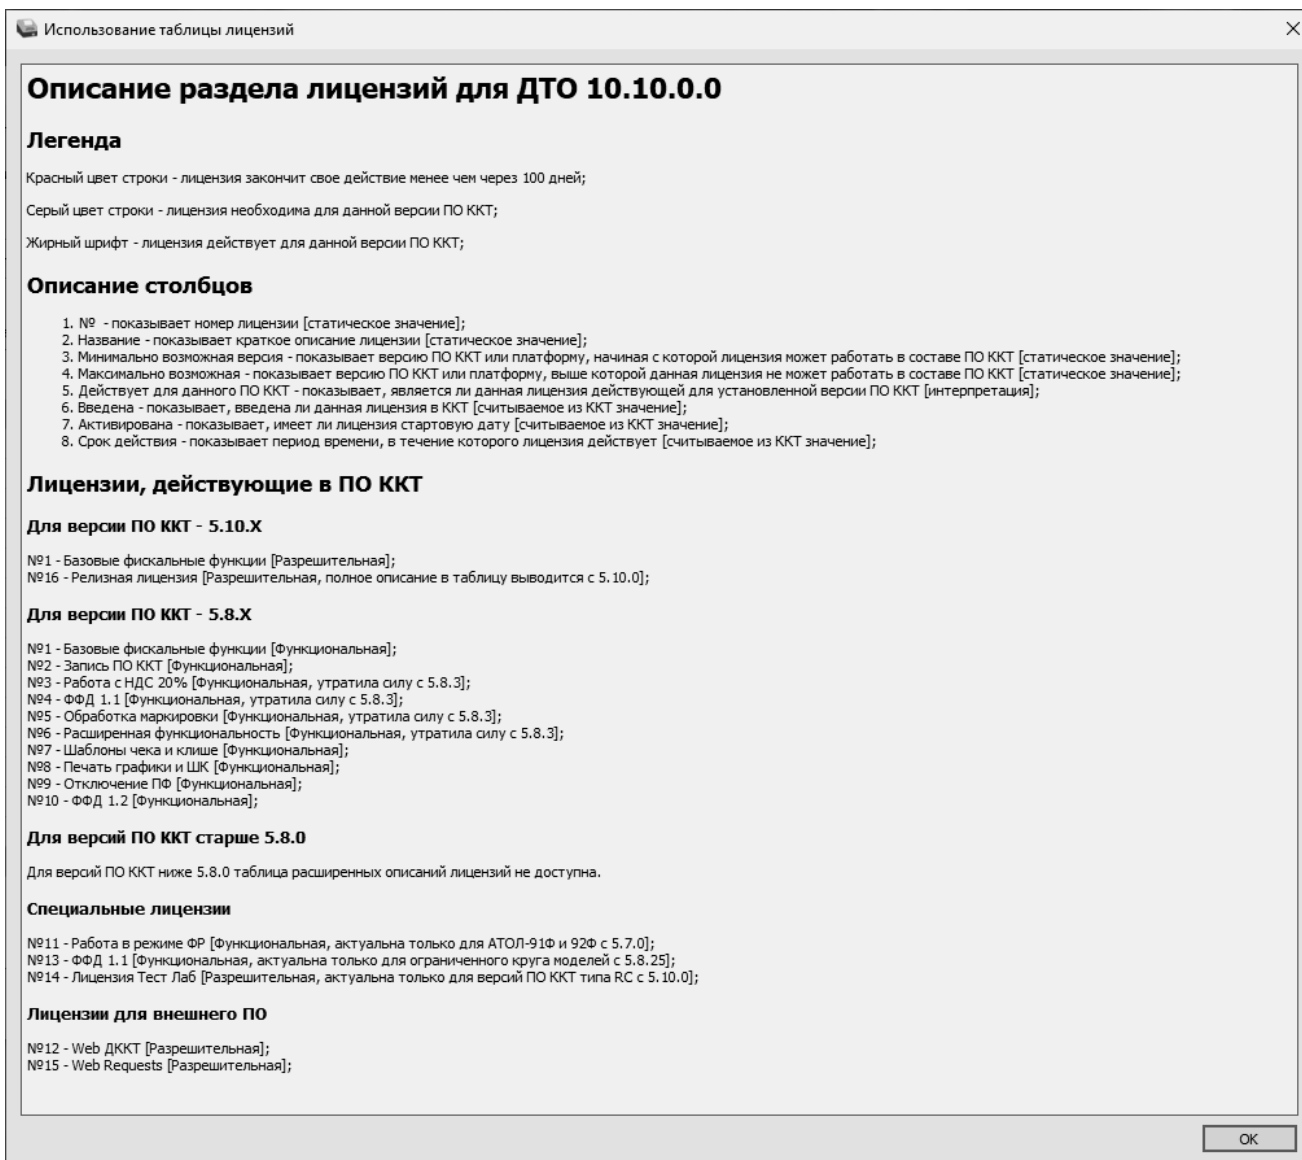 Использование таблицы лицензий
Описание раздела лицензий для ДТО 10.10.0.0
Легенда
Красный цвет строки - лицензия закончит свое действие менее чем через 100 дней;
Серый цвет строки - лицензия необходима для данной версии ПО ККТ;
Жирный шрифт - лицензия действует для данной версии ПО ККТ;
Описание столбцов
1. № - показывает номер лицензии [статическое значение];
2. Название - показывает краткое описание лицензии [статическое значение];
3. Минимально возможная версия - показывает версию ПО ККТ или платформу, начиная с которой лицензия может работать в составе ПО ККТ [статическое значение];
4. Максимально возможная - показывает версию ПО ККТ или платформу, выше которой данная лицензия не может работать в составе ПО ККТ [статическое значение];
5. Действует для данного ПО ККТ - показывает, является ли данная лицензия действующей для установленной версии ПО ККТ [интерпретация];
6. Введена - показывает, введена ли данная лицензия в ККТ [считываемое из ККТ значение];
7. Активирована - показывает, имеет ли лицензия стартовую дату [считываемое из ККТ значение];
8. Срок действия - показывает период времени, в течение которого лицензия действует [считываемое из ККТ значение];
Лицензии, действующие в ПО ККТ
Для версии ПО ККТ - 5.10.X
№1 - Базовые фискальные функции [Разрешительная];
№16 - Релизная лицензия [Разрешительная, полное описание в таблицу выводится с 5.10.0];
Для версии ПО ККТ - 5.8.X
№1 - Базовые фискальные функции [Функциональная];
№2 - Запись ПО ККТ [Функциональная];
№3 - Работа с НДС 20% [Функциональная, утратила силу с 5.8.3];
№4 - ФФД 1.1 [Функциональная, утратила силу с 5.8.3];
№5 - Обработка маркировки [Функциональная, утратила силу с 5.8.3];
№6 - Расширенная функциональность [Функциональная, утратила силу с 5.8.3];
№7 - Шаблоны чека и клише [Функциональная];
№8 - Печать графики и ШК [Функциональная];
№9 - Отключение ПФ [Функциональная];
№10 - ФФД 1.2 [Функциональная];
Для версий ПО ККТ старше 5.8.0
Для версий ПО ККТ ниже 5.8.0 таблица расширенных описаний лицензий не доступна.
Специальные лицензии
№11 - Работа в режиме ФР [Функциональная, актуальна только для АТОЛ-91Ф и 92Ф с 5.7.0];
№13 - ФФД 1.1 [Функциональная, актуальна только для ограниченного круга моделей с 5.8.25];
№14 - Лицензия Тест Лаб [Разрешительная, актуальна только для версий ПО ККТ типа RC с 5.10.0];
Лицензии для внешнего ПО
№12 - Web ДККТ [Разрешительная];
№15 - Web Requests [Разрешительная];
OK